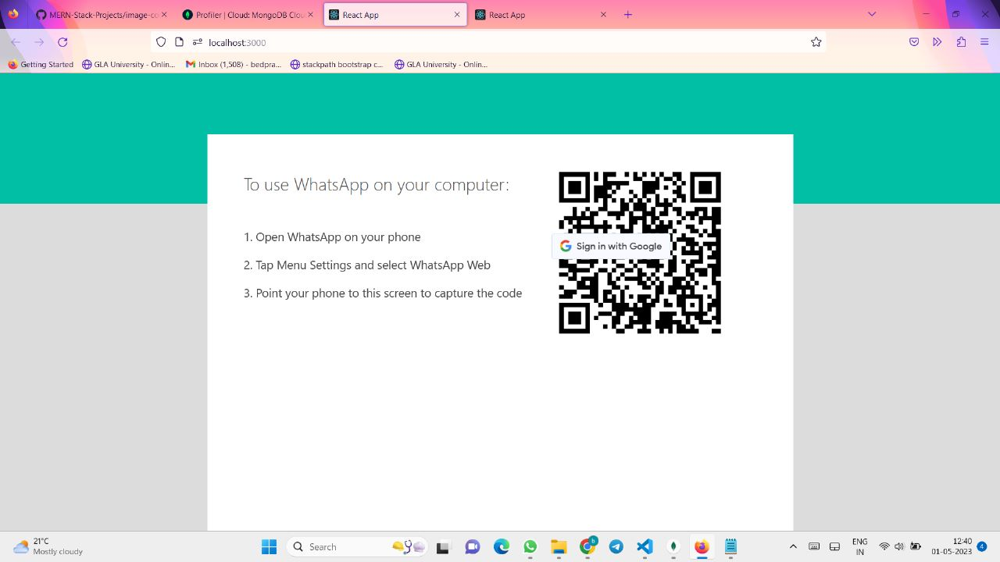 MERN-Stack-Projects/image-co
Profiler | Cloud: MongoDB Clou
React App
React App
localhost:3000
Getting Started
GLA University - Onlin...
Inbox (1,508) - bedpra...
stackpath bootstrap c...
GLA University - Onlin...
To use WhatsApp on your computer:
1. Open WhatsApp on your phone
2. Tap Menu Settings and select WhatsApp Web
3. Point your phone to this screen to capture the code
Sign in with Google
21°C
Mostly cloudy
Search
b
ENG
IN
12:40
01-05-2023
4